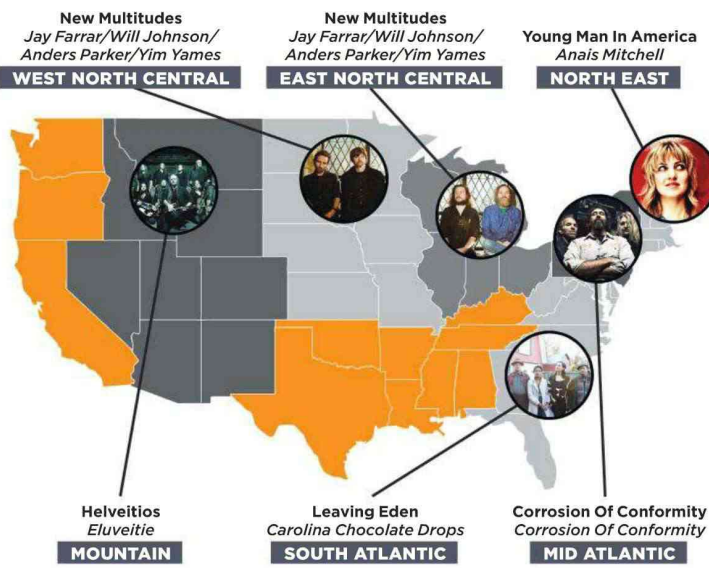 New Multitudes
Jay Farrar/Will Johnson/
Anders Parker/Yim Yames
WEST NORTH CENTRAL
New Multitudes
Jay Farrar/Will Johnson/
Anders Parker/Yim Yames
EAST NORTH CENTRAL
Young Man In America
Anais Mitchell
NORTH EAST
Helveitios
Eluveitie
MOUNTAIN
Leaving Eden
Carolina Chocolate Drops
SOUTH ATLANTIC
Corrosion Of Conformity
Corrosion Of Conformity
MID ATLANTIC